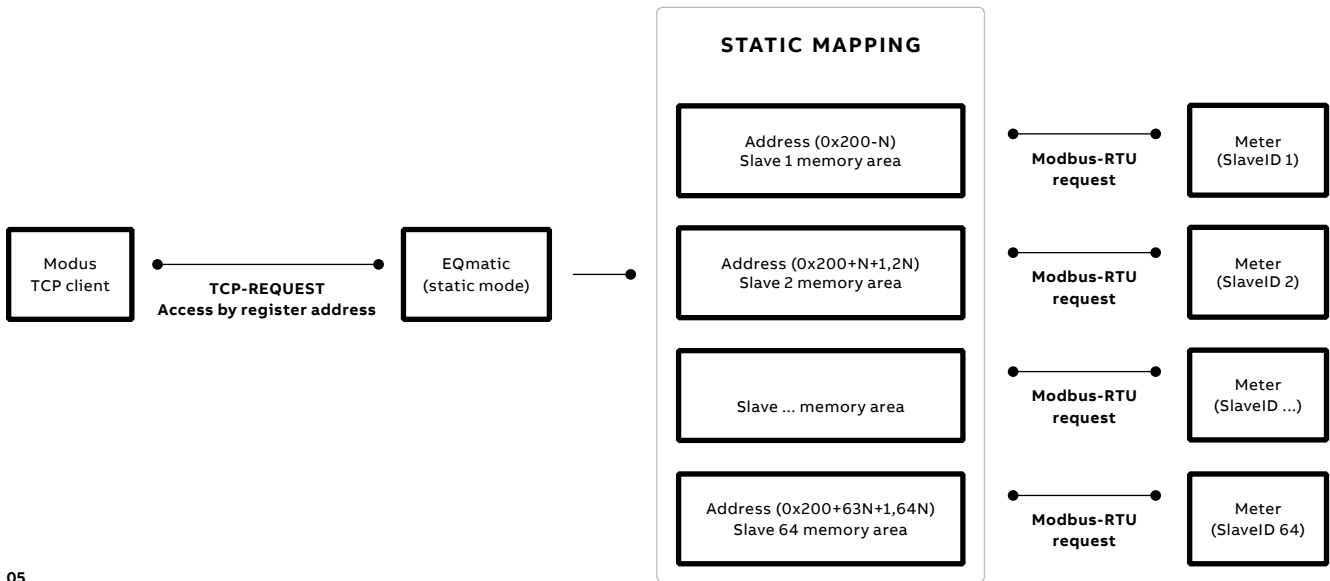 STATIC MAPPING
Modus
TCP client
TCP-REQUEST
Access by register address
EQmatic
(static mode)
Address (0x200-N)
Slave 1 memory area
Modbus-RTU
request
Meter
(SlaveID 1)
Address (0x200+N+1,2N)
Slave 2 memory area
Modbus-RTU
request
Meter
(SlaveID 2)
Slave ... memory area
Modbus-RTU
request
Meter
(SlaveID ...)
Address (0x200+63N+1,64N)
Slave 64 memory area
Modbus-RTU
request
Meter
(SlaveID 64)
05